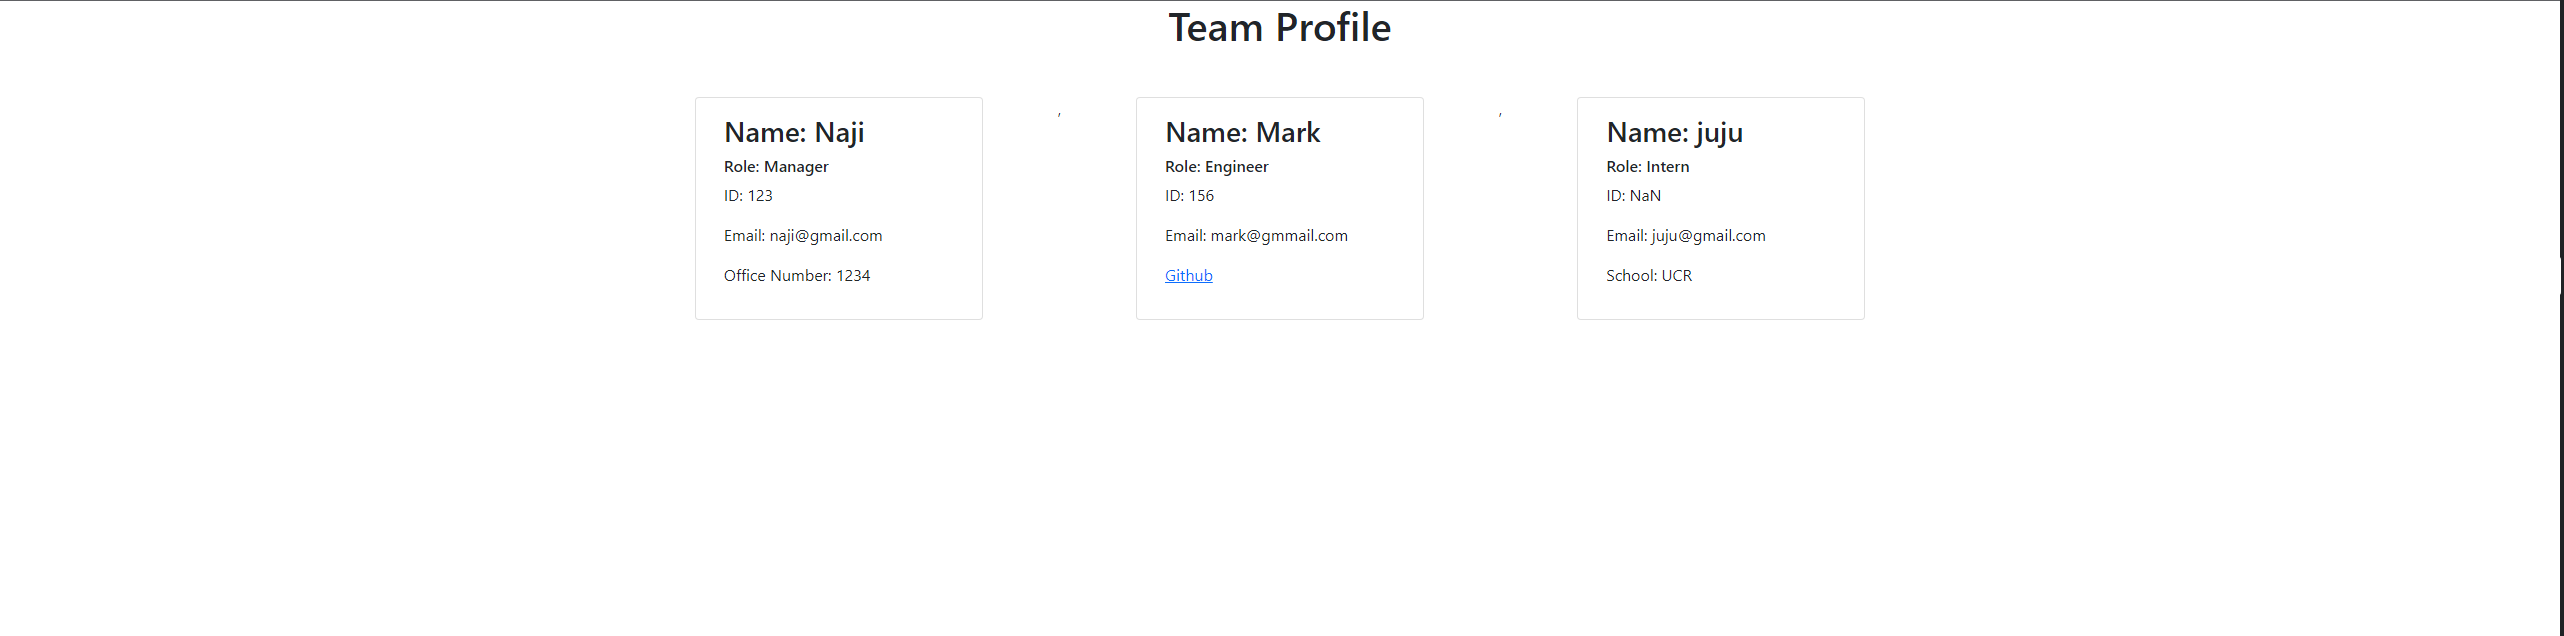 Team Profile
Name: Naji
Role: Manager
ID: 123
Email: naji@gmail.com
Office Number: 1234
,
Name: Mark
Role: Engineer
ID: 156
Email: mark@gmmail.com
Github
,
Name: juju
Role: Intern
ID: NaN
Email: juju@gmail.com
School: UCR